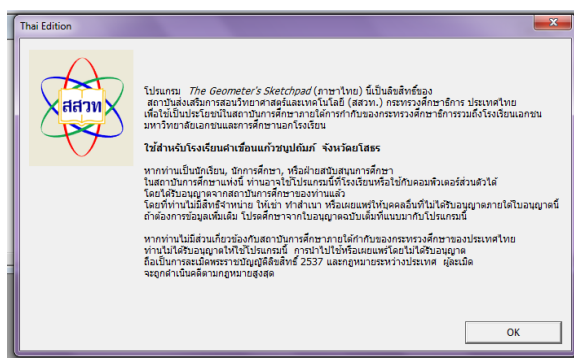 Thai Edition
สสวท
โปรแกรม The Geometer's Sketchpad (ภาษาไทย) นี้เป็นลิขสิทธิ์ของ
สถาบันส่งเสริมการสอนวิทยาศาสตร์และเทคโนโลยี (สสวท.) กระทรวงศึกษาธิการ ประเทศไทย
เพื่อใช้เป็นประโยชน์ในสถาบันการศึกษาภายใต้การกำกับของกระทรวงศึกษาธิการรวมถึงโรงเรียนเอกชน
มหาวิทยาลัยเอกชนและการศึกษานอกโรงเรียน
ใช้สำหรับโรงเรียนคำเขื่อนแก้วชนูปถัมภ์ จังหวัดยโสธร
หากท่านเป็นนักเรียน, นักการศึกษา, หรือฝ่ายสนับสนุนการศึกษา
ในสถาบันการศึกษาแห่งนี้ ท่านอาจใช้โปรแกรมนี้ที่โรงเรียนหรือใช้กับคอมพิวเตอร์ส่วนตัวได้
โดยได้รับอนุญาตจากสถาบันการศึกษาของท่านแล้ว
โดยที่ท่านไม่มีสิทธิ์จำหน่าย ให้เช่า ทำสำเนา หรือเผยแพร่ให้บุคคลอื่นที่ไม่ได้รับอนุญาตภายใต้ใบอนุญาตนี้
ถ้าต้องการข้อมูลเพิ่มเติม โปรดศึกษาจากใบอนุญาตฉบับเต็มที่แนบมากับโปรแกรมนี้
หากท่านไม่มีส่วนเกี่ยวข้องกับสถาบันการศึกษาภายใต้กำกับของกระทรวงศึกษาของประเทศไทย
ท่านไม่ได้รับอนุญาตให้ใช้โปรแกรมนี้ การนำไปใช้หรือเผยแพร่โดยไม่ได้รับอนุญาต
ถือเป็นการละเมิดพระราชบัญญัติลิขสิทธิ์ 2537 และกฎหมายระหว่างประเทศ ผู้ละเมิด
จะถูกดำเนินคดีตามกฎหมายสูงสุด
OK